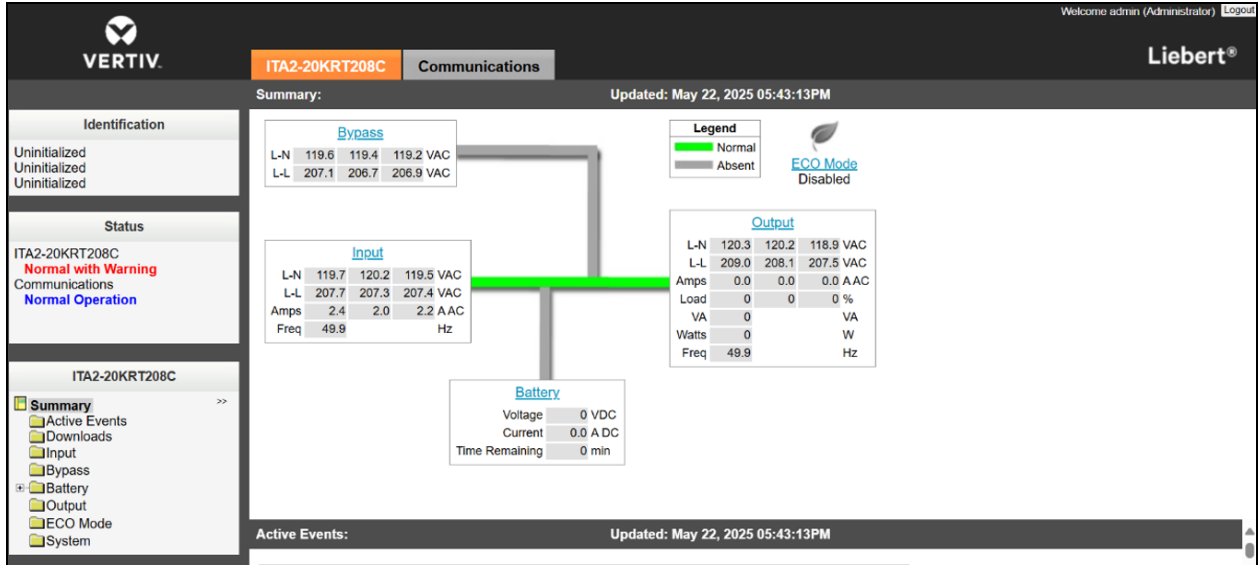 Welcome admin (Administrator) Logout
VERTIV.
ITA2-20KRT208C Communications
Liebert®
Summary: Updated: May 22, 2025 05:43:13PM
Identification
Uninitialized
Uninitialized
Uninitialized
Status
ITA2-20KRT208C
Normal with Warning
Communications
Normal Operation
ITA2-20KRT208C
Summary >>
Active Events
Downloads
Input
Bypass
Battery
Output
ECO Mode
System
Bypass
L-N 119.6 119.4 119.2 VAC
L-L 207.1 206.7 206.9 VAC
Legend
Normal
Absent
ECO Mode
Disabled
Input
L-N 119.7 120.2 119.5 VAC
L-L 207.7 207.3 207.4 VAC
Amps 2.4 2.0 2.2 A AC
Freq 49.9 Hz
Output
L-N 120.3 120.2 118.9 VAC
L-L 209.0 208.1 207.5 VAC
Amps 0.0 0.0 0.0 A AC
Load 0 0 0 %
VA 0 VA
Watts 0 W
Freq 49.9 Hz
Battery
Voltage 0 VDC
Current 0.0 A DC
Time Remaining 0 min
Active Events: Updated: May 22, 2025 05:43:13PM